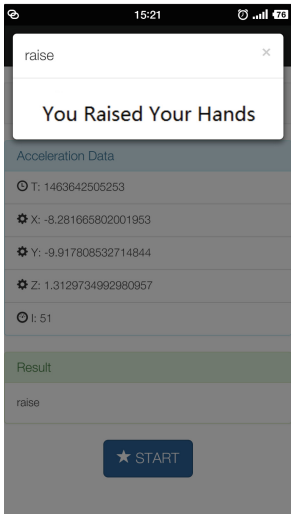 15:21
76
raise ×
You Raised Your Hands
Acceleration Data
T: 1463642505253
X: -8.281665802001953
Y: -9.917808532714844
Z: 1.3129734992980957
I: 51
Result
raise
START